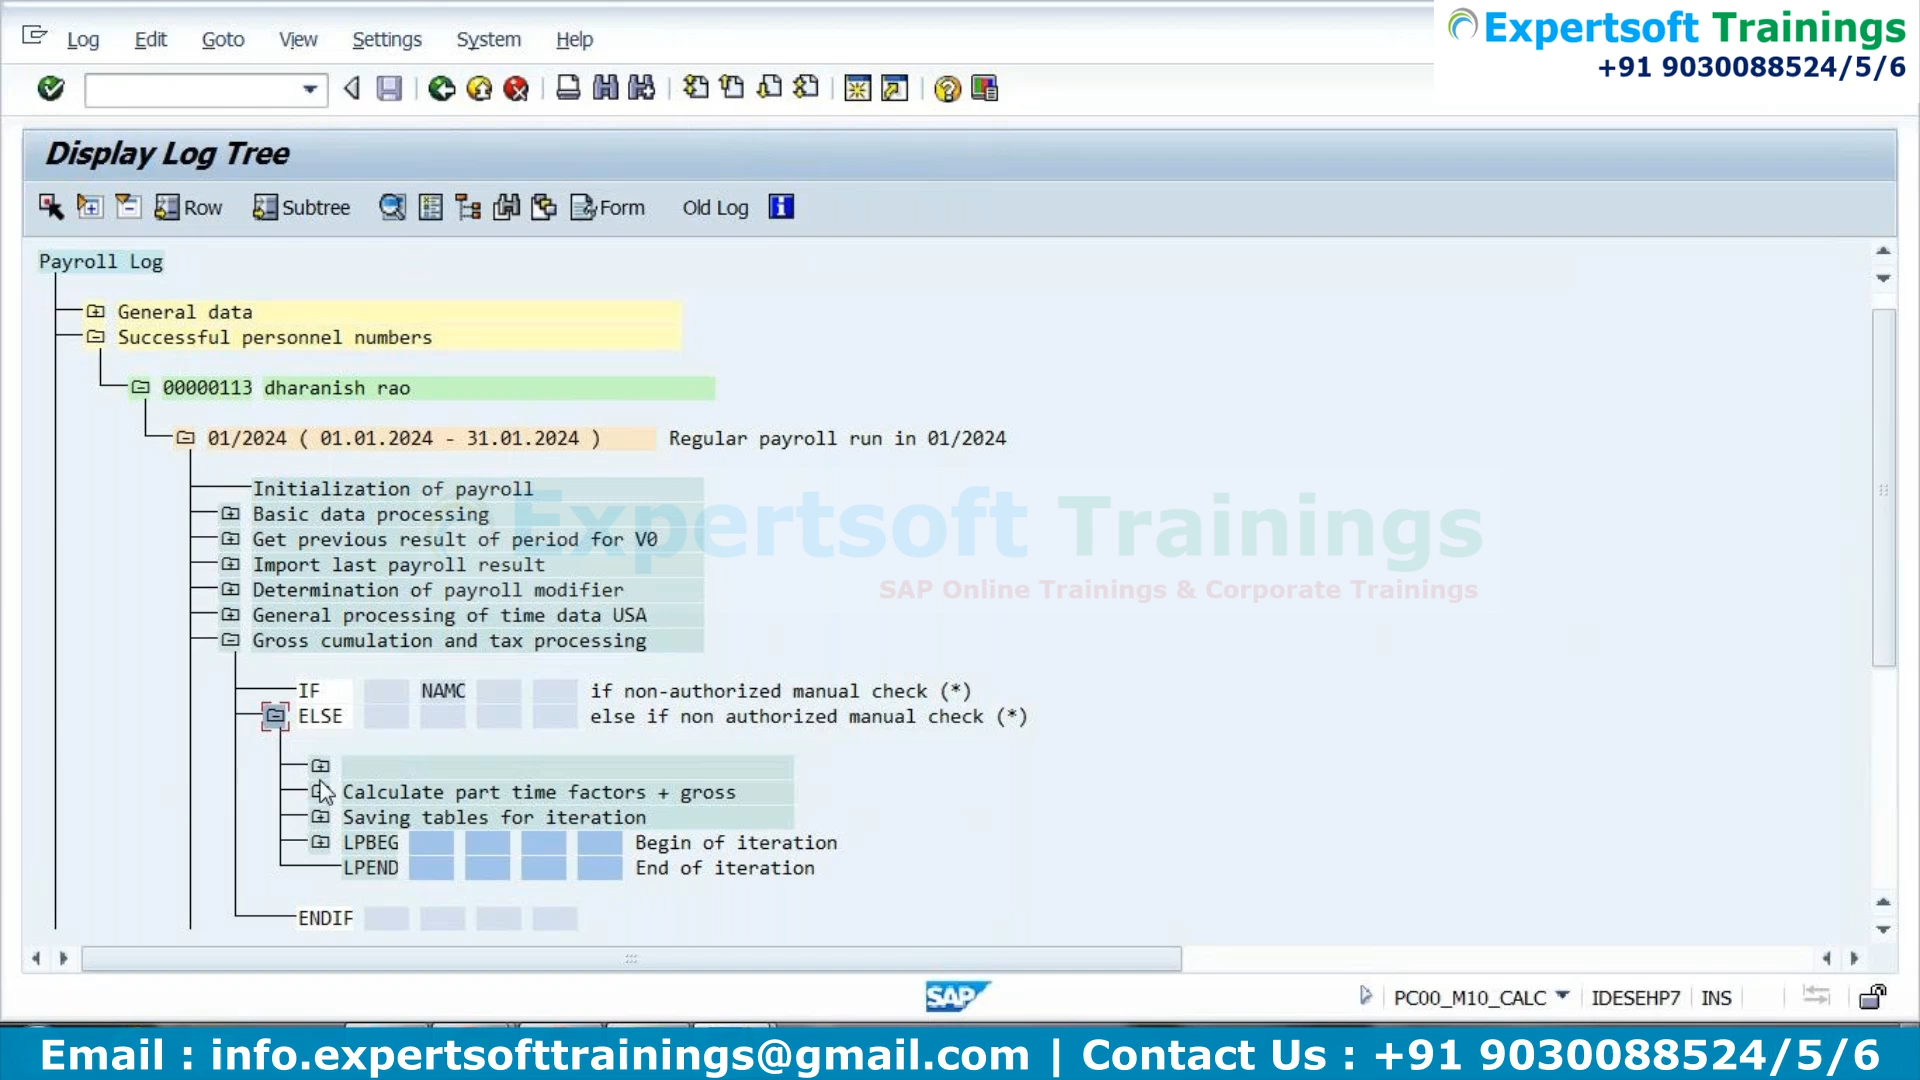 Expertsoft Trainings
+91 9030088524/5/6
Log Edit Goto View Settings System Help
Display Log Tree
Row Subtree Form Old Log
Payroll Log
General data
Successful personnel numbers
00000113 dharanish rao
01/2024 ( 01.01.2024 - 31.01.2024 ) Regular payroll run in 01/2024
Initialization of payroll
Basic data processing
Get previous result of period for V0
Import last payroll result
Determination of payroll modifier
General processing of time data USA
Gross cumulation and tax processing
Expertsoft Trainings
SAP Online Trainings & Corporate Trainings
IF NAMC if non-authorized manual check (*)
ELSE else if non authorized manual check (*)
Calculate part time factors + gross
Saving tables for iteration
LPBEG Begin of iteration
LPEND End of iteration
ENDIF
SAP
PC00_M10_CALC IDESEHP7 INS
Email : info.expertsofttrainings@gmail.com | Contact Us : +91 9030088524/5/6